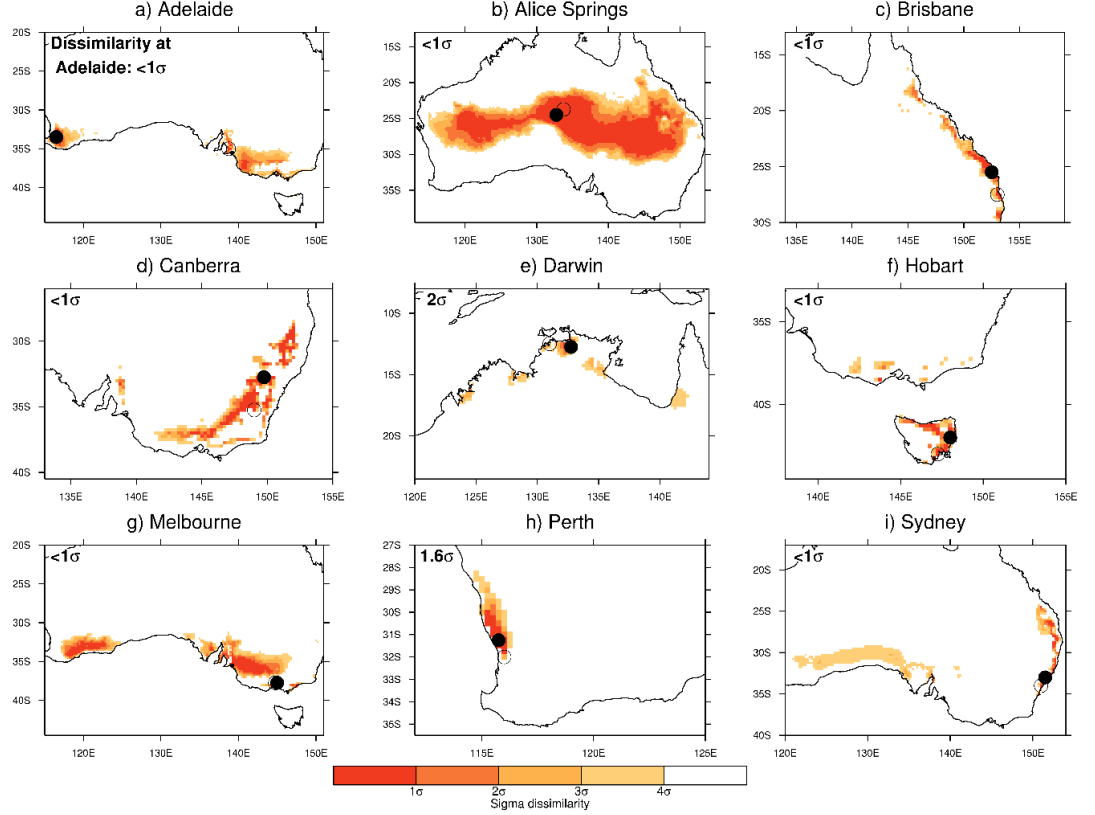 a) Adelaide
Dissimilarity at
Adelaide: <1σ
20S
25S
30S
35S
40S
120E 130E 140E 150E
b) Alice Springs
<1σ
15S
20S
25S
30S
35S
120E 130E 140E 150E
c) Brisbane
<1σ
15S
20S
25S
30S
135E 140E 145E 150E 155E
d) Canberra
<1σ
30S
35S
40S
135E 140E 145E 150E 155E
e) Darwin
2σ
10S
15S
20S
120E 125E 130E 135E 140E
f) Hobart
<1σ
35S
40S
140E 145E 150E 155E
g) Melbourne
<1σ
20S
25S
30S
35S
40S
120E 130E 140E 150E
h) Perth
1.6σ
27S
28S
29S
30S
31S
32S
33S
34S
35S
36S
115E 120E 125E
i) Sydney
<1σ
20S
25S
30S
35S
40S
120E 130E 140E 150E
1σ 2σ 3σ 4σ
Sigma dissimilarity